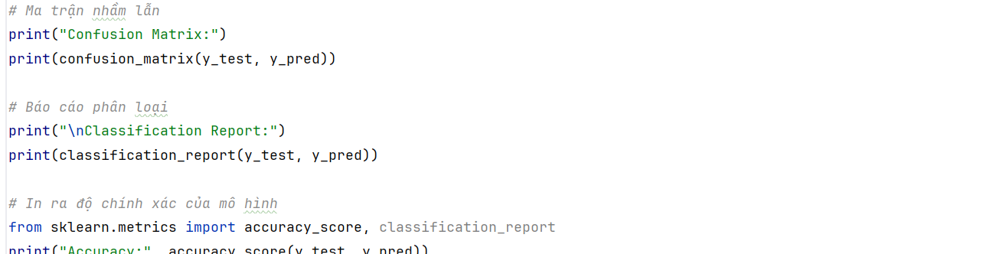 # Ma trận nhầm lẫn
print("Confusion Matrix:")
print(confusion_matrix(y_test, y_pred))
# Báo cáo phân loại
print("\nClassification Report:")
print(classification_report(y_test, y_pred))
# In ra độ chính xác của mô hình
from sklearn.metrics import accuracy_score, classification_report
print("Accuracy:", accuracy_score(y_test, y_pred))